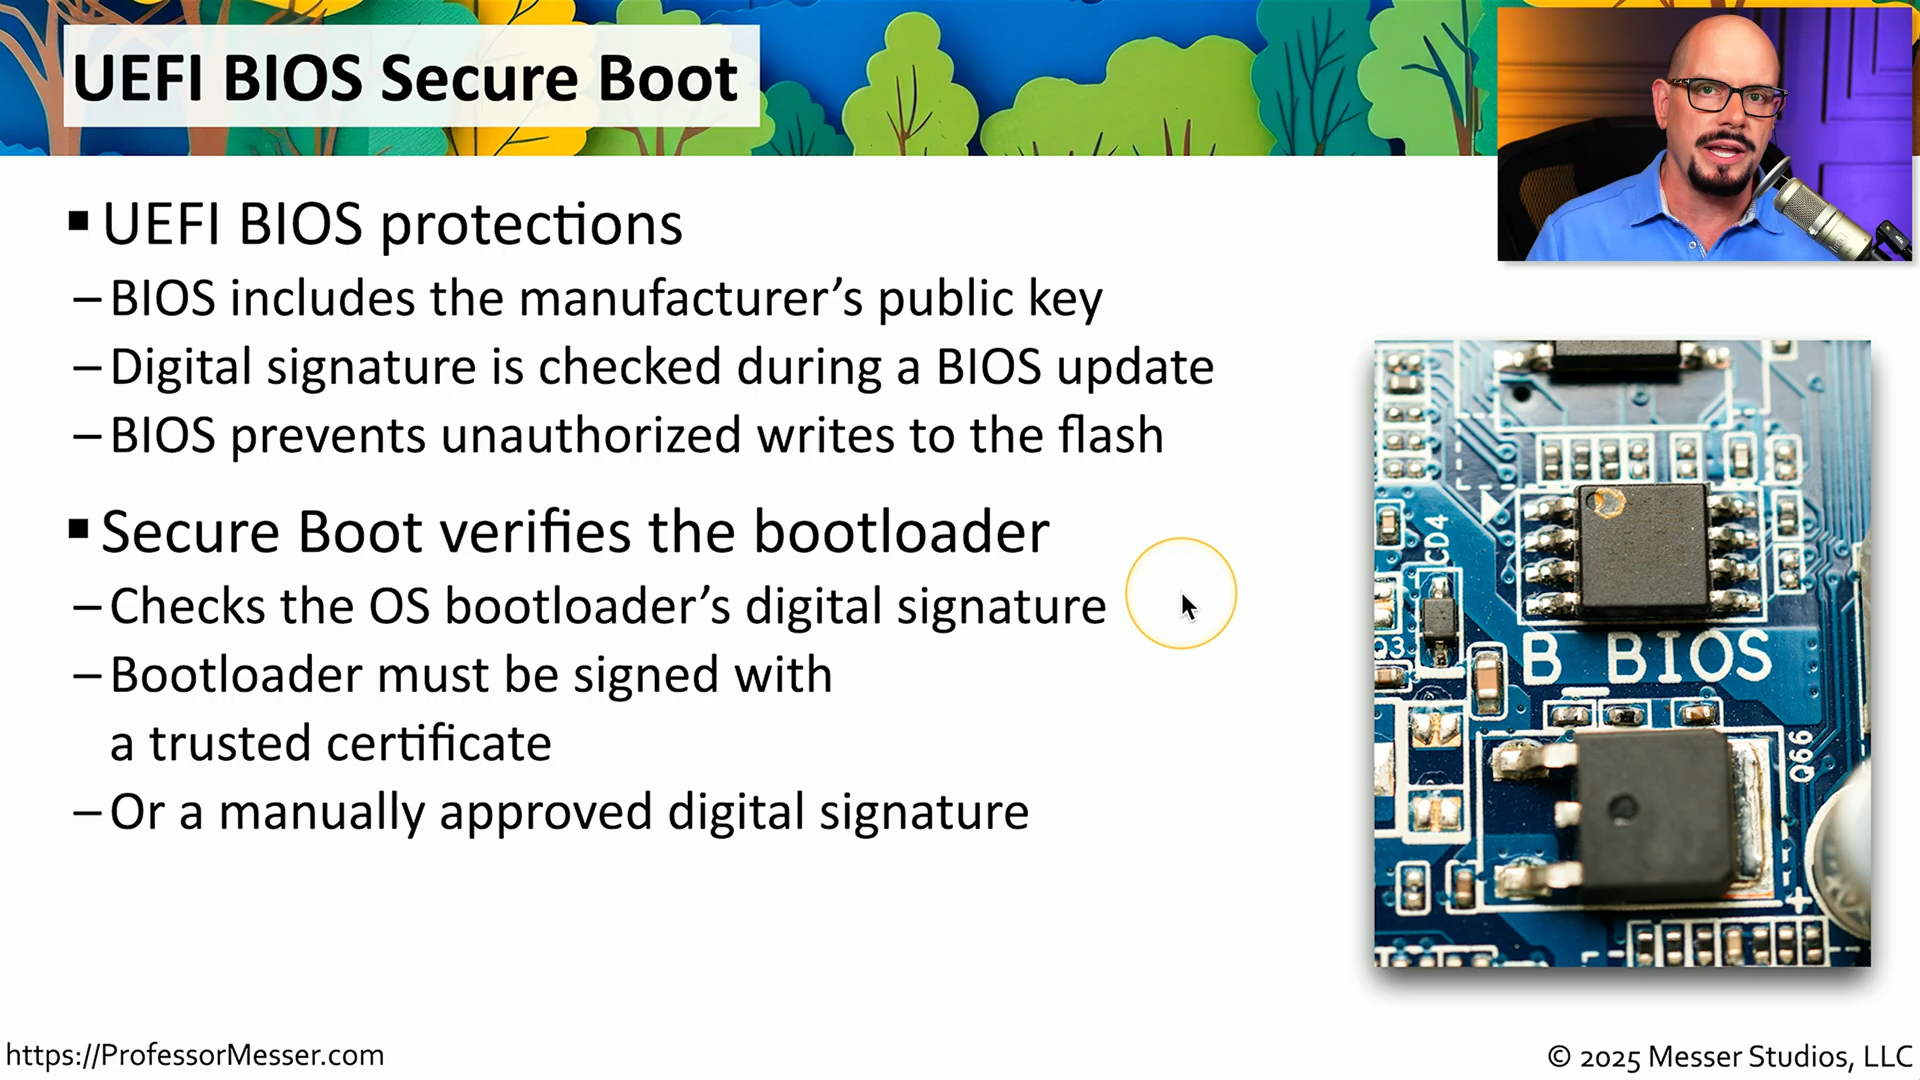 UEFI BIOS Secure Boot
▪ UEFI BIOS protections
– BIOS includes the manufacturer’s public key
– Digital signature is checked during a BIOS update
– BIOS prevents unauthorized writes to the flash
▪ Secure Boot verifies the bootloader
– Checks the OS bootloader’s digital signature
– Bootloader must be signed with
a trusted certificate
– Or a manually approved digital signature
CD4
Q3
B_BIOS
Q66
+
https://ProfessorMesser.com
© 2025 Messer Studios, LLC